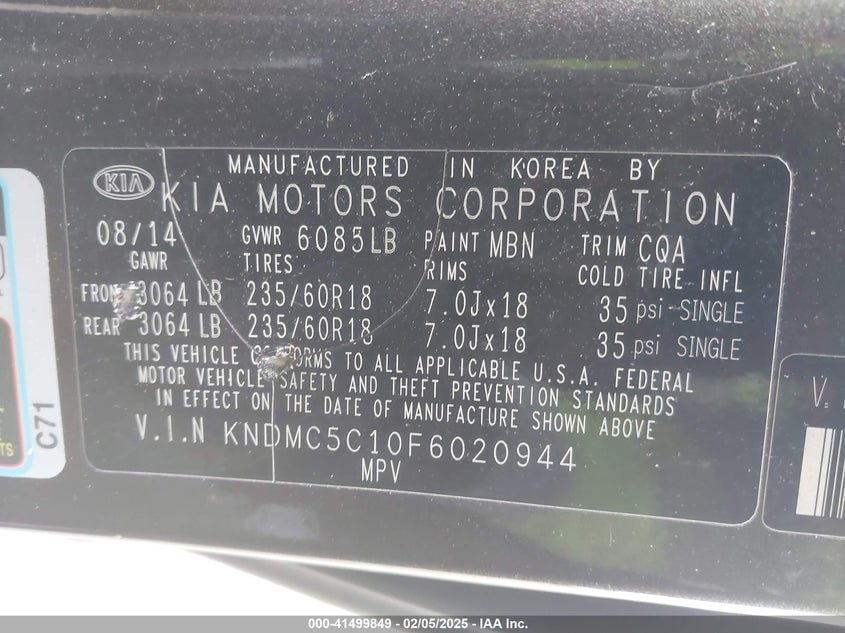 MANUFACTURED IN KOREA BY
KIA
KIA MOTORS CORPORATION
08/14 GVWR 6085LB PAINT MBN TRIM CQA
GAWR TIRES RIMS COLD TIRE INFL
FRONT 3064 LB 235/60R18 7.0Jx18 35 psi SINGLE
REAR 3064 LB 235/60R18 7.0Jx18 35 psi SINGLE
THIS VEHICLE CONFORMS TO ALL APPLICABLE U.S.A. FEDERAL
MOTOR VEHICLE SAFETY AND THEFT PREVENTION STANDARDS
IN EFFECT ON THE DATE OF MANUFACTURE SHOWN ABOVE
V.I.N KNDMC5C10F6020944
MPV
C71
V.
000-41499849 - 02/05/2025 - IAA Inc.